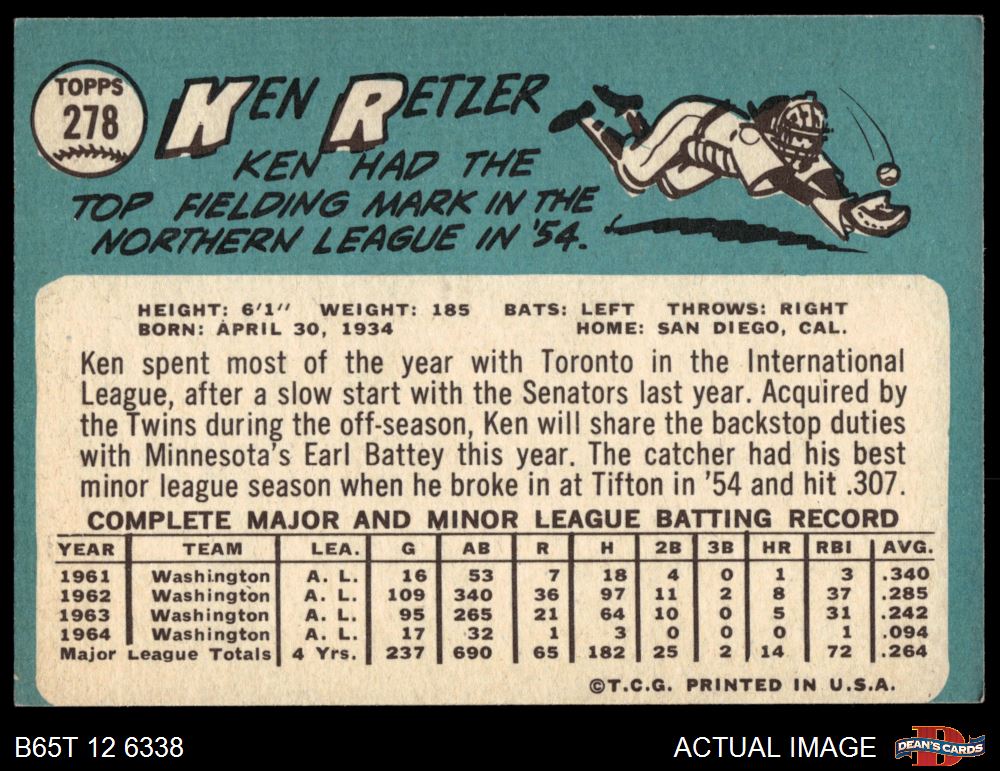 TOPPS
278
KEN RETZER
KEN HAD THE
TOP FIELDING MARK IN THE
NORTHERN LEAGUE IN '54.
HEIGHT: 6'1" WEIGHT: 185 BATS: LEFT THROWS: RIGHT
BORN: APRIL 30, 1934 HOME: SAN DIEGO, CAL.
Ken spent most of the year with Toronto in the International
League, after a slow start with the Senators last year. Acquired by
the Twins during the off-season, Ken will share the backstop duties
with Minnesota's Earl Battey this year. The catcher had his best
minor league season when he broke in at Tifton in '54 and hit .307.
COMPLETE MAJOR AND MINOR LEAGUE BATTING RECORD
YEAR TEAM LEA. G AB R H 2B 3B HR RBI AVG.
1961 Washington A. L. 16 53 7 18 4 0 1 3 .340
1962 Washington A. L. 109 340 36 97 11 2 8 37 .285
1963 Washington A. L. 95 265 21 64 10 0 5 31 .242
1964 Washington A. L. 17 32 1 3 0 0 0 1 .094
Major League Totals 4 Yrs. 237 690 65 182 25 2 14 72 .264
©T.C.G. PRINTED IN U.S.A.
B65T 12 6338
ACTUAL IMAGE
DEAN'S CARDS